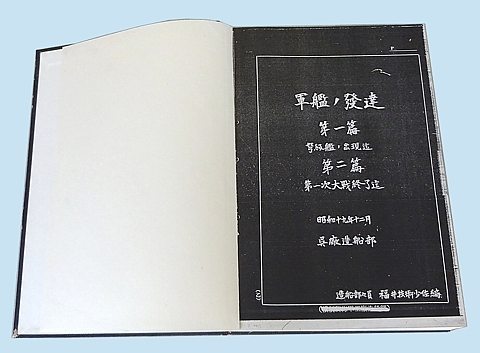 軍艦ノ發達
第一篇
弩級艦ノ出現迄
第二篇
第一次大戰終了迄
昭和十九年十二月
呉廠造船部
造船部々員 福井技術少佐編